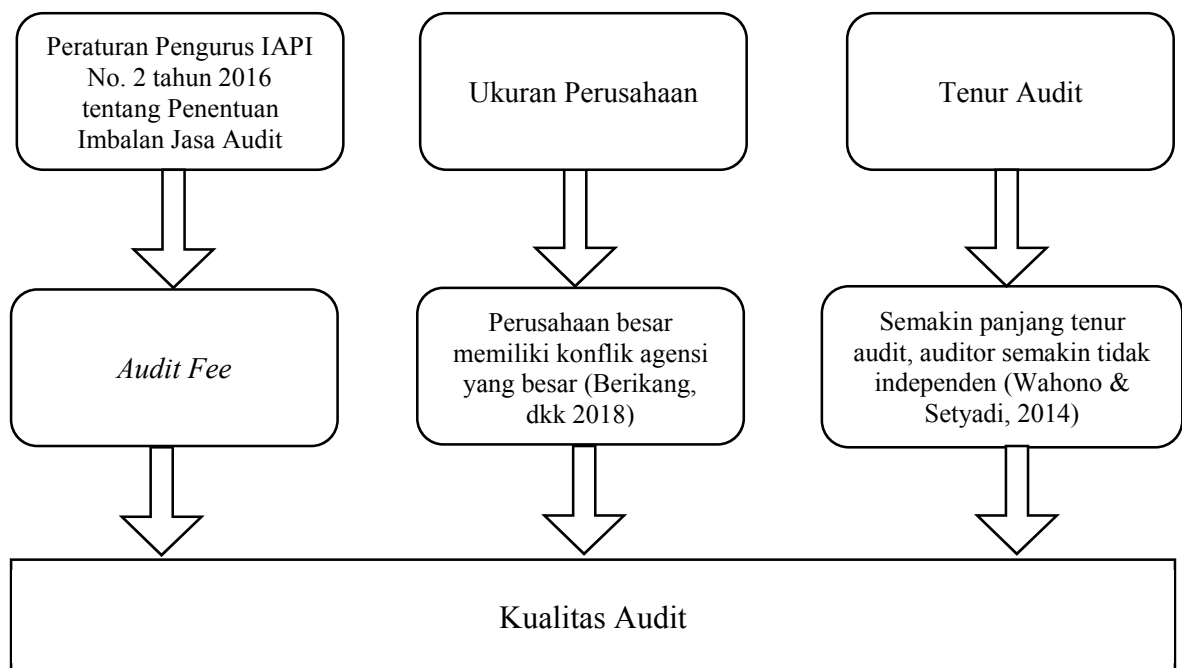 Peraturan Pengurus IAPI
No. 2 tahun 2016
tentang Penentuan
Imbalan Jasa Audit
Ukuran Perusahaan
Tenur Audit
Audit Fee
Perusahaan besar
memiliki konflik agensi
yang besar (Berikang,
dkk 2018)
Semakin panjang tenur
audit, auditor semakin tidak
independen (Wahono &
Setyadi, 2014)
Kualitas Audit